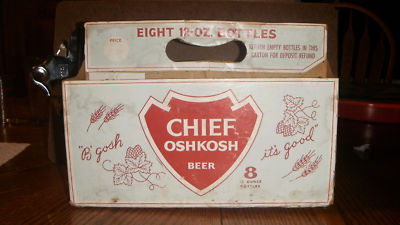 EIGHT 12-OZ. BOTTLES
PRICE
RETURN EMPTY BOTTLES IN THIS
CARTON FOR DEPOSIT REFUND
CHIEF
OSHKOSH
BEER
"B'gosh
it's good"
8
12 OUNCE
BOTTLES